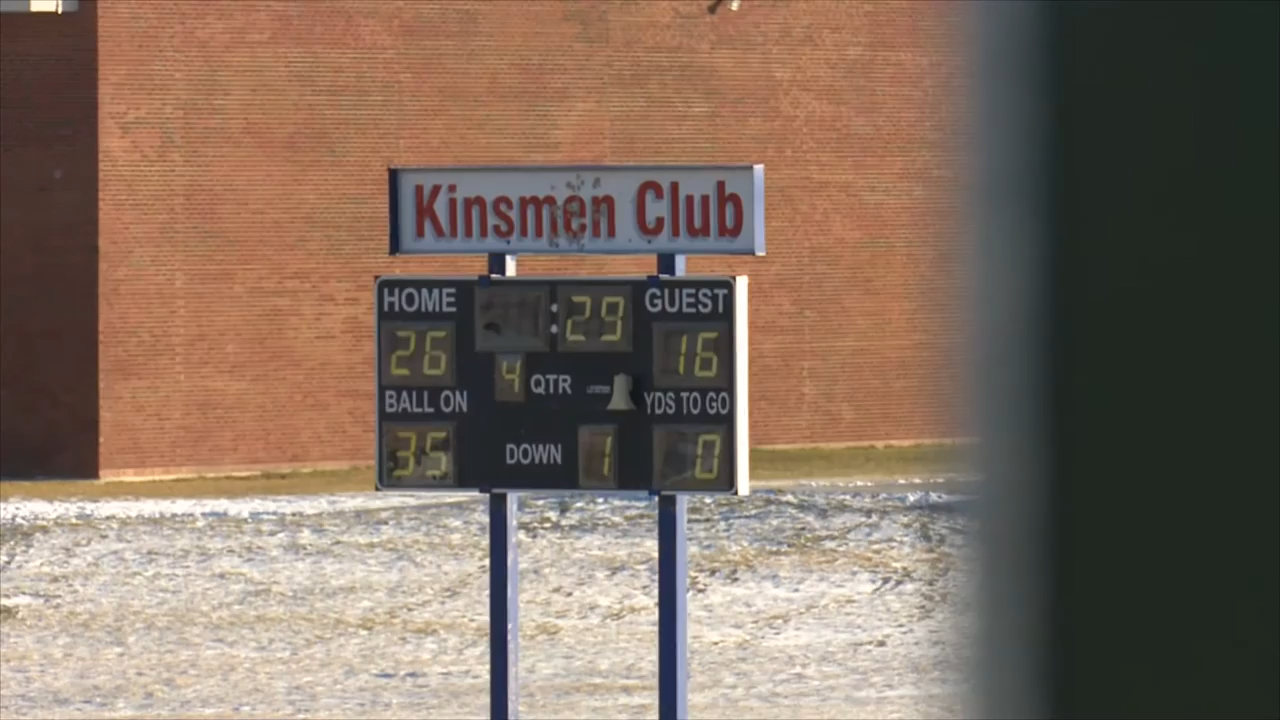 Kinsmen Club
HOME :29 GUEST
26 16
4 QTR
BALL ON YDS TO GO
35 DOWN 1 0